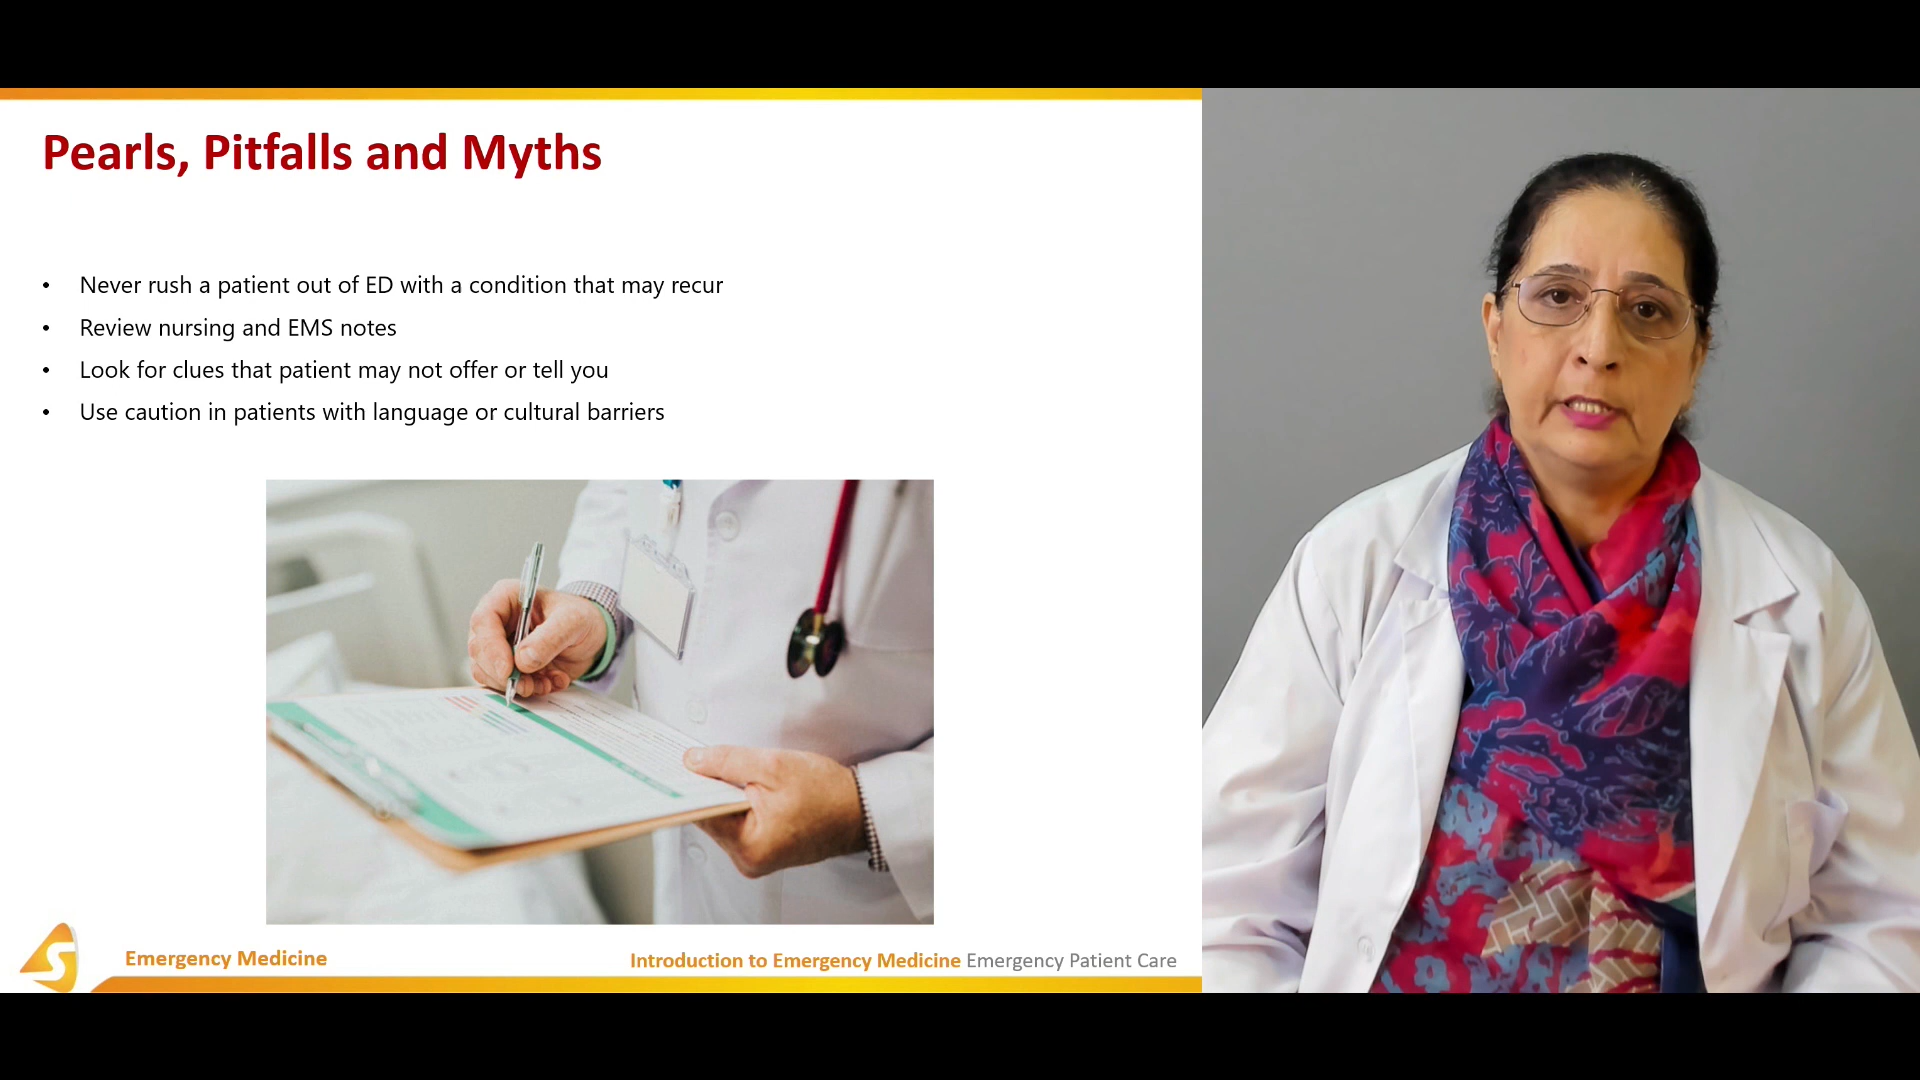 Pearls, Pitfalls and Myths
• Never rush a patient out of ED with a condition that may recur
• Review nursing and EMS notes
• Look for clues that patient may not offer or tell you
• Use caution in patients with language or cultural barriers
Emergency Medicine
Introduction to Emergency Medicine Emergency Patient Care